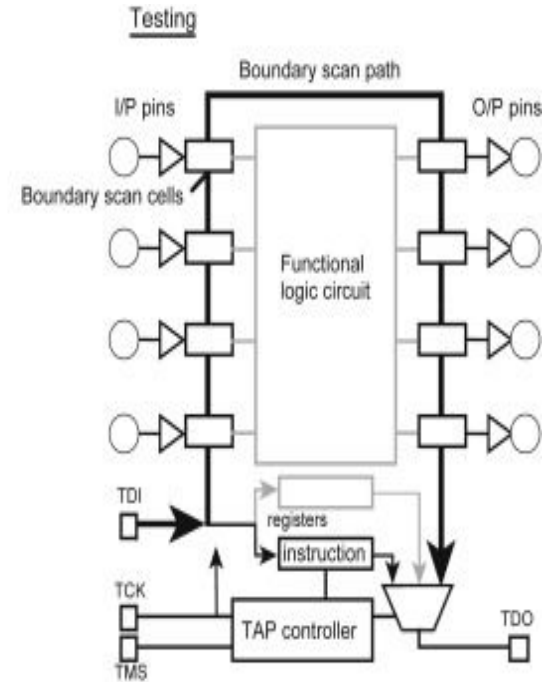 Testing
Boundary scan path
I/P pins
O/P pins
Boundary scan cells
Functional
logic circuit
TDI
registers
instruction
TCK
TAP controller
TDO
TMS